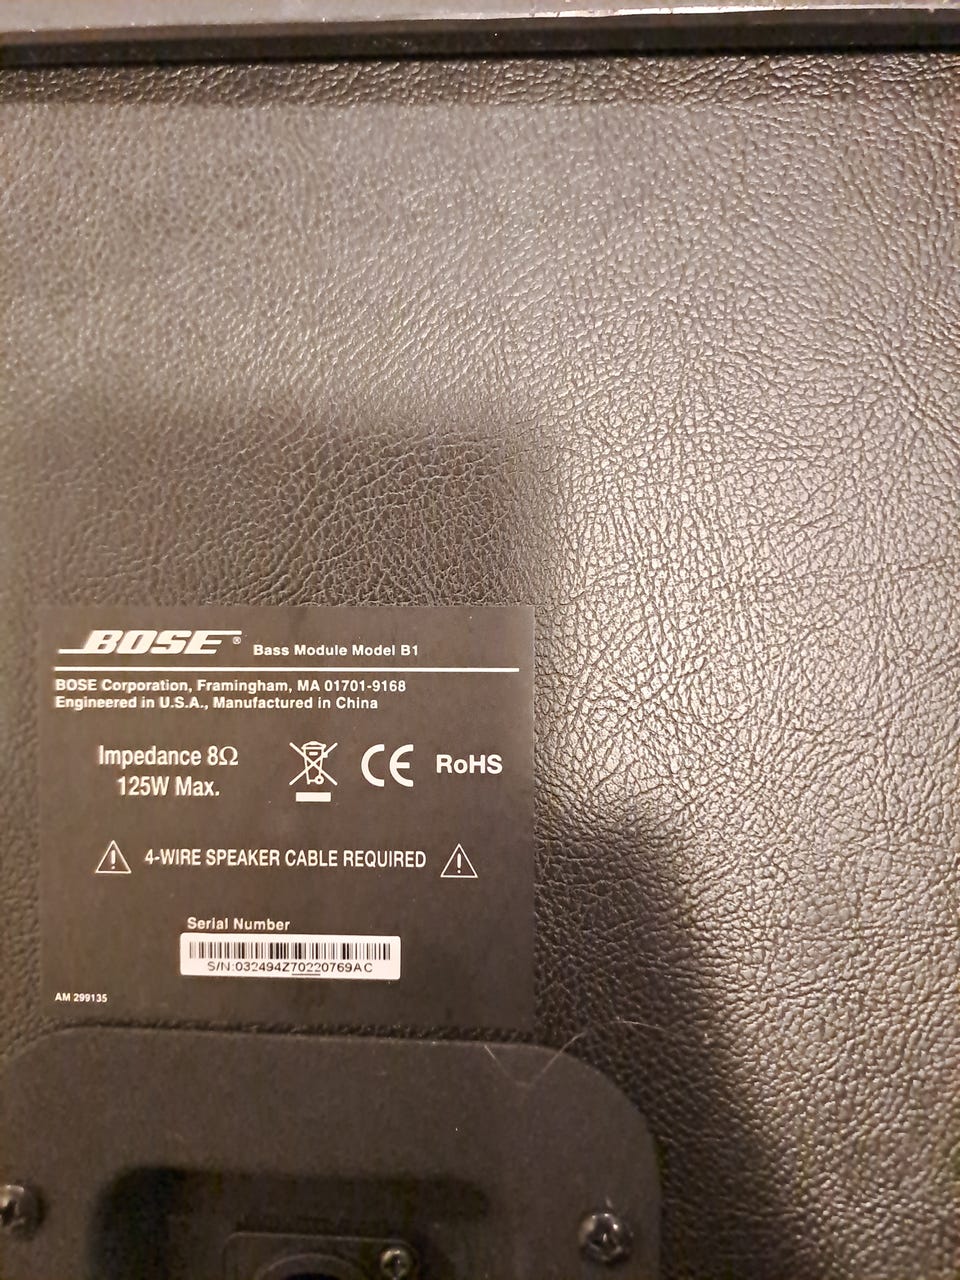 BOSE® Bass Module Model B1
BOSE Corporation, Framingham, MA 01701-9168
Engineered in U.S.A., Manufactured in China
Impedance 8Ω
125W Max.
CE RoHS
4-WIRE SPEAKER CABLE REQUIRED
Serial Number
S/N:032494Z70220769AC
AM 299135